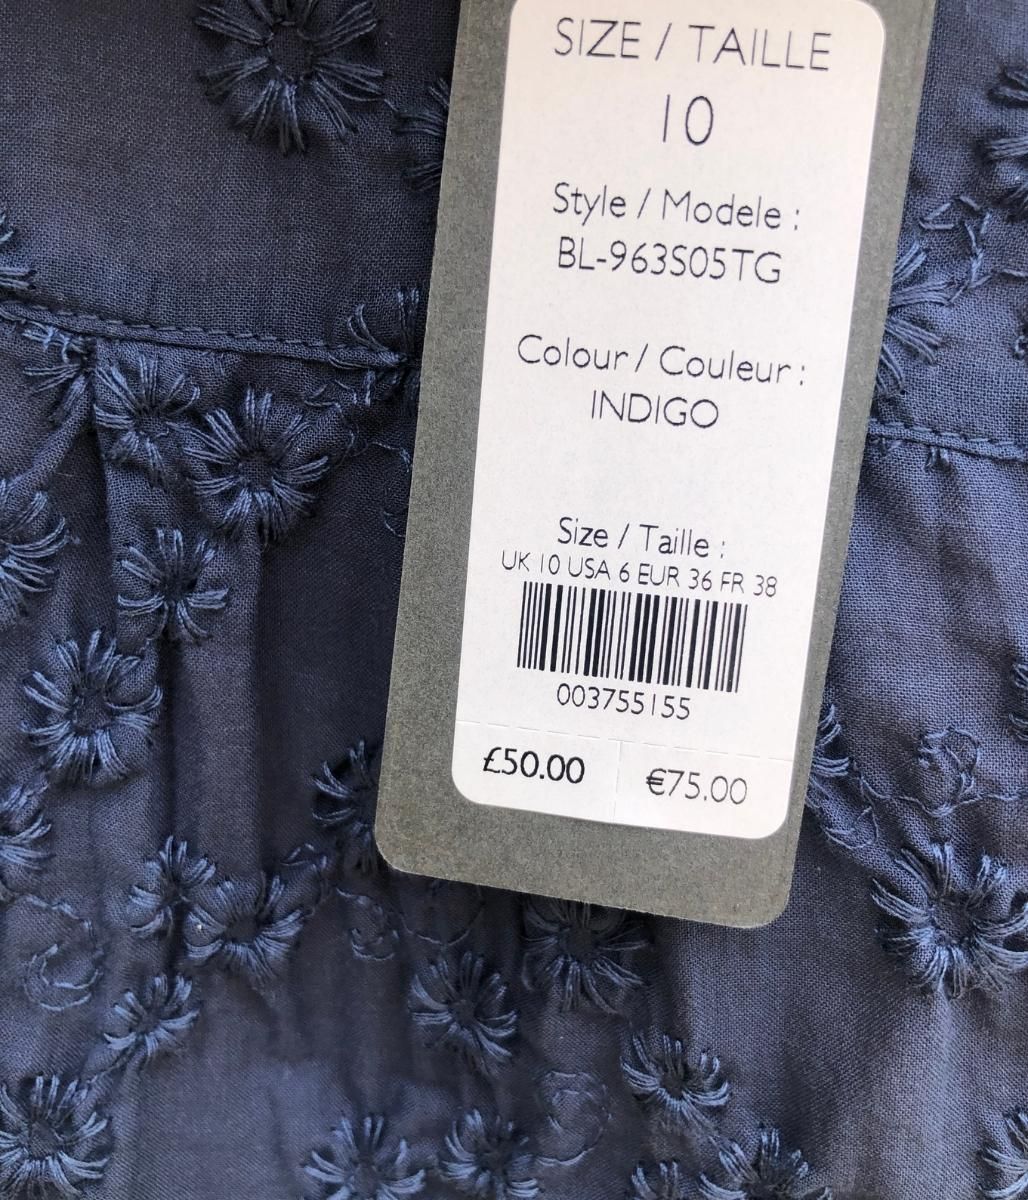 SIZE / TAILLE
10
Style / Modele :
BL-963S05TG
Colour / Couleur :
INDIGO
Size / Taille :
UK 10 USA 6 EUR 36 FR 38
003755155
£50.00 €75.00